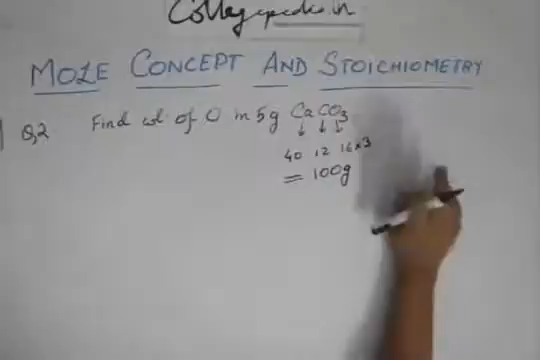 MOLE CONCEPT AND STOICHIOMETRY
Q.2 Find wt of O in 5g CaCO3
↓ ↓ ↓
40 12 16×3
= 100g